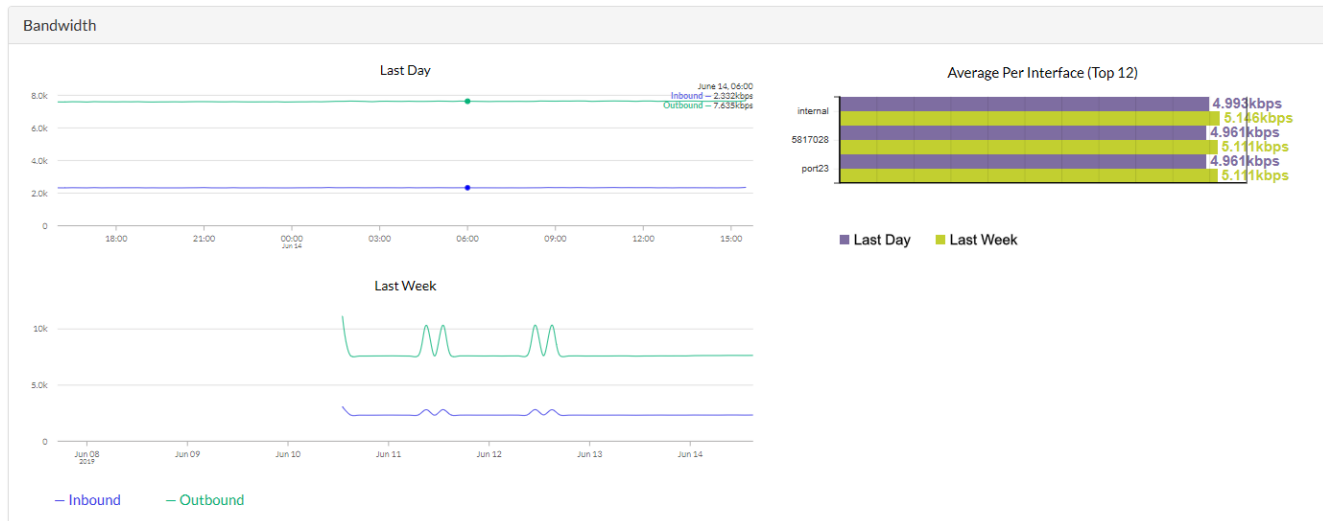 Bandwidth
Last Day
June 14, 06:00
Inbound — 2.332kbps
Outbound — 7.635kbps
8.0k
6.0k
4.0k
2.0k
0
18:00 21:00 00:00 03:00 06:00 09:00 12:00 15:00
Jun 14
Average Per Interface (Top 12)
internal
4.993kbps
5.146kbps
5817028
4.961kbps
5.111kbps
port23
4.961kbps
5.111kbps
Last Day Last Week
Last Week
10k
5.0k
0
Jun 08 Jun 09 Jun 10 Jun 11 Jun 12 Jun 13 Jun 14
2019
— Inbound — Outbound